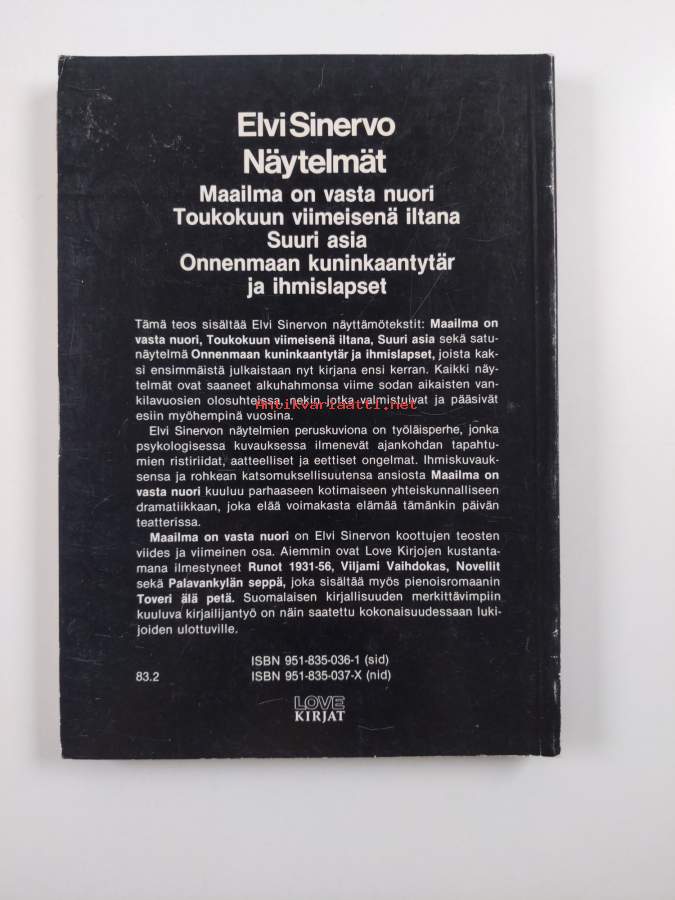 Elvi Sinervo
Näytelmät
Maailma on vasta nuori
Toukokuun viimeisenä iltana
Suuri asia
Onnenmaan kuninkaantytär
ja ihmislapset
Tämä teos sisältää Elvi Sinervon näyttämötekstit: Maailma on
vasta nuori, Toukokuun viimeisenä iltana, Suuri asia sekä satu-
näytelmä Onnenmaan kuninkaantytär ja ihmislapset, joista kak-
si ensimmäistä julkaistaan nyt kirjana ensi kerran. Kaikki näy-
telmät ovat saaneet alkuhahmonsa viime sodan aikaisten van-
kilavuosien olosuhteissa, nekin jotka valmistuivat ja pääsivät
Antikvariaatti.net
esiin myöhempinä vuosina.
Elvi Sinervon näytelmien peruskuviona on työläisperhe, jonka
psykologisessa kuvauksessa ilmenevät ajankohdan tapahtu-
mien ristiriidat, aatteelliset ja eettiset ongelmat. Ihmiskuvauk-
sensa ja rohkean katsomuksellisuutensa ansiosta Maailma on
vasta nuori kuuluu parhaaseen kotimaiseen yhteiskunnalliseen
dramatiikkaan, joka elää voimakasta elämää tämänkin päivän
teatterissa.
Maailma on vasta nuori on Elvi Sinervon koottujen teosten
viides ja viimeinen osa. Aiemmin ovat Love Kirjojen kustanta-
mana ilmestyneet Runot 1931-56, Viljami Vaihdokas, Novellit
sekä Palavankylän seppä, joka sisältää myös pienoisromaanin
Toveri älä petä. Suomalaisen kirjallisuuden merkittävimpiin
kuuluva kirjailijantyö on näin saatettu kokonaisuudessaan luki-
joiden ulottuville.
ISBN 951-835-036-1 (sid)
83.2 ISBN 951-835-037-X (nid)
LOVE
KIRJAT